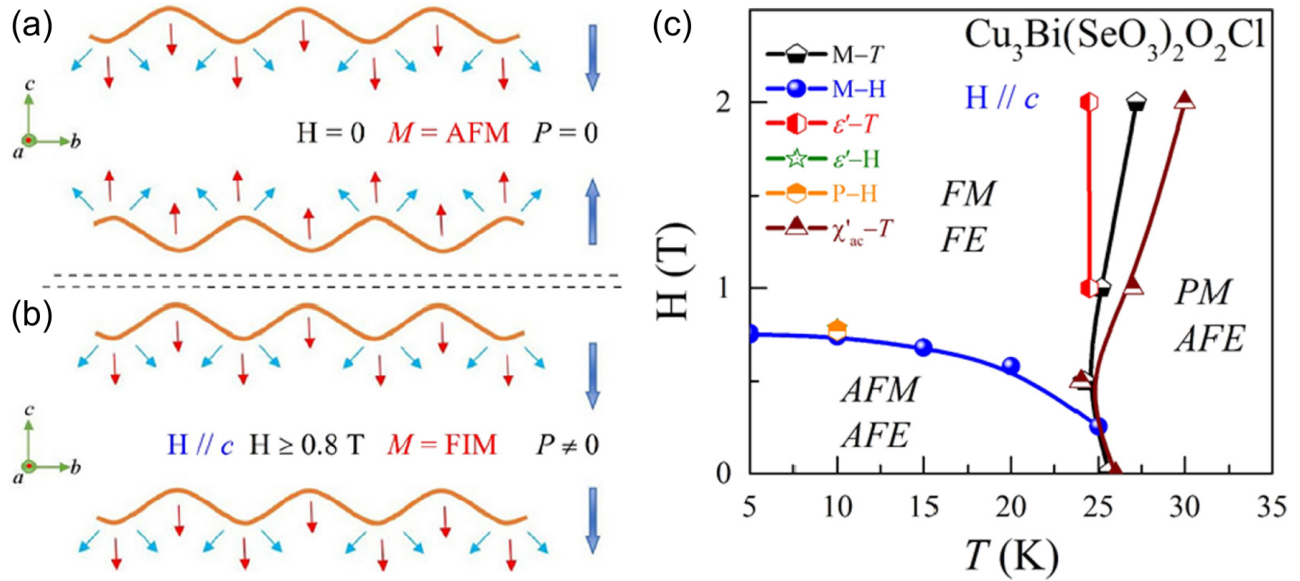 (a)
c
a
b
H = 0 M = AFM P = 0
(b)
c
a
b
H // c H ≥ 0.8 T M = FIM P ≠ 0
(c)
Cu₃Bi(SeO₃)₂O₂Cl
M–T
M–H
ε'–T
ε'–H
P–H
χ'ac–T
H // c
FM
FE
PM
AFE
AFM
AFE
H (T)
2
1
0
5
10
15
20
25
30
35
T (K)